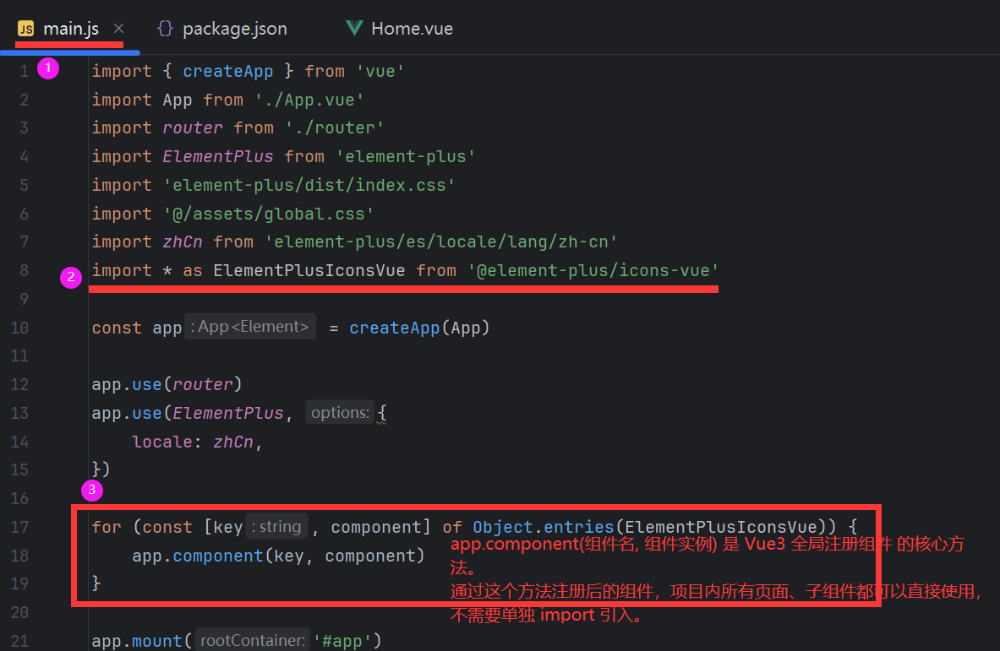 JS main.js × {} package.json Home.vue
1 1 import { createApp } from 'vue'
2 import App from './App.vue'
3 import router from './router'
4 import ElementPlus from 'element-plus'
5 import 'element-plus/dist/index.css'
6 import '@/assets/global.css'
7 import zhCn from 'element-plus/es/locale/lang/zh-cn'
8 2 import * as ElementPlusIconsVue from '@element-plus/icons-vue'
9
10 const app : App<Element> = createApp(App)
11
12 app.use(router)
13 app.use(ElementPlus, options: {
14 locale: zhCn,
15 })
16 3
17 for (const [key : string , component] of Object.entries(ElementPlusIconsVue)) {
18 app.component(key, component)
19 }
app.component(组件名, 组件实例) 是 Vue3 全局注册组件 的核心方
法。
通过这个方法注册后的组件，项目内所有页面、子组件都可以直接使用，
不需要单独 import 引入。
20
21 app.mount( rootContainer: '#app')